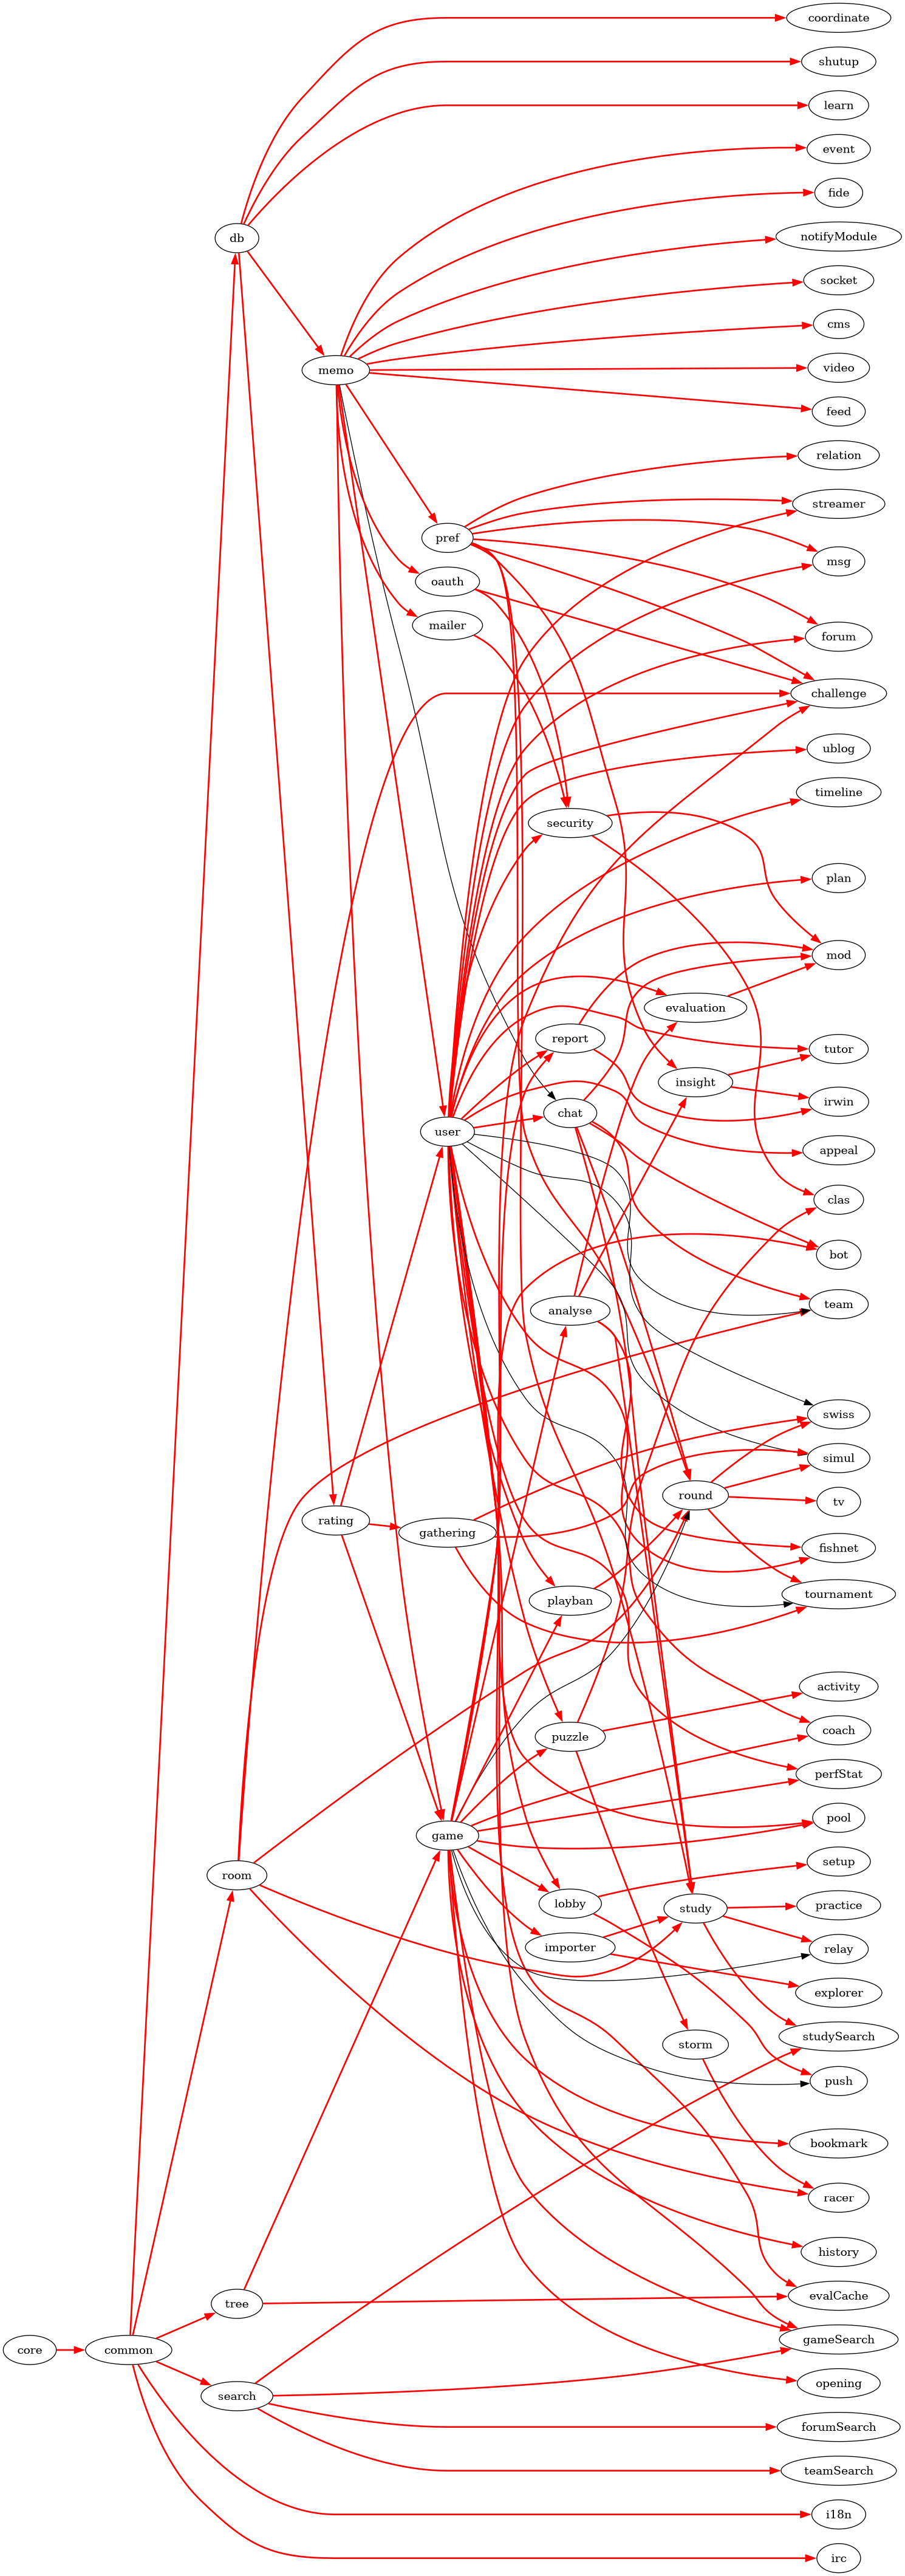 coordinate
shutup
learn
event
fide
db
notifyModule
socket
cms
video
memo
feed
relation
streamer
pref
msg
oauth
mailer
forum
challenge
ublog
timeline
security
plan
mod
evaluation
report
tutor
insight
irwin
chat
user
appeal
clas
bot
team
analyse
swiss
simul
round
tv
rating
gathering
fishnet
tournament
playban
activity
coach
puzzle
perfStat
pool
game
setup
room
lobby
practice
study
importer
relay
explorer
studySearch
storm
push
bookmark
racer
history
evalCache
tree
gameSearch
core
common
opening
search
forumSearch
teamSearch
i18n
irc